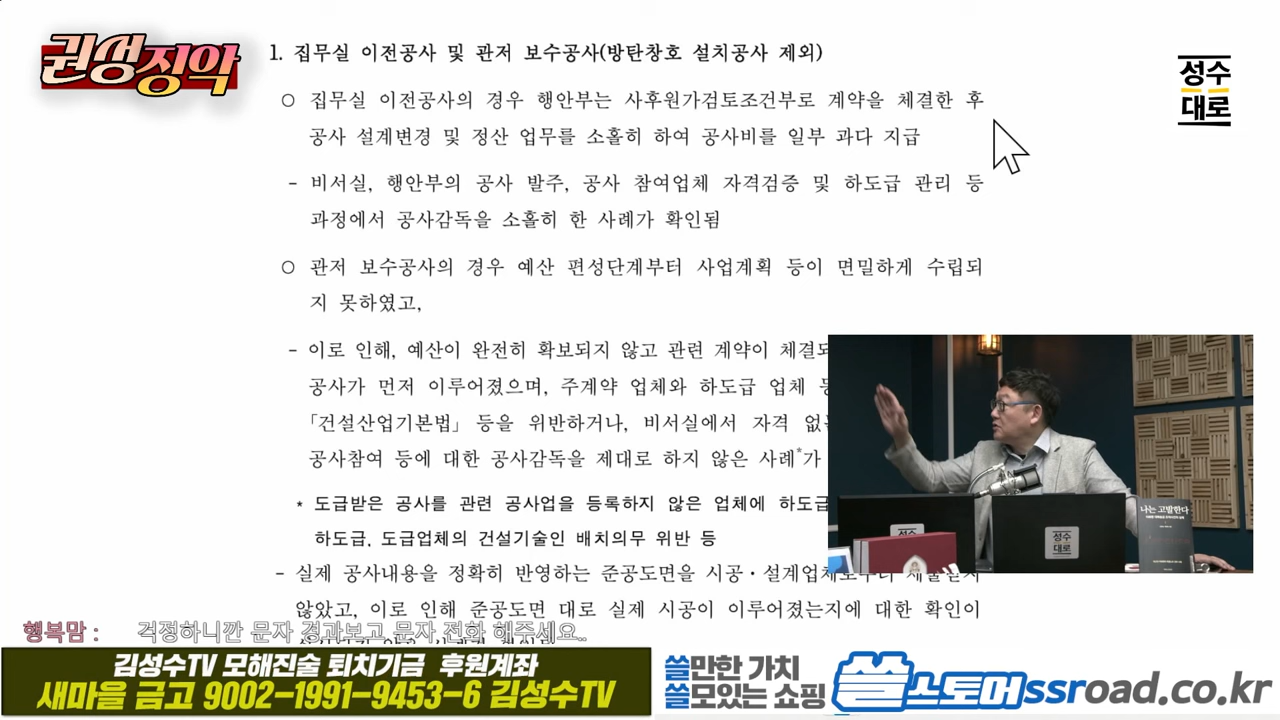 권성징악
성수
대로
1. 집무실 이전공사 및 관저 보수공사(방탄창호 설치공사 제외)
○ 집무실 이전공사의 경우 행안부는 사후원가검토조건부로 계약을 체결한 후
공사 설계변경 및 정산 업무를 소홀히 하여 공사비를 일부 과다 지급
- 비서실, 행안부의 공사 발주, 공사 참여업체 자격검증 및 하도급 관리 등
과정에서 공사감독을 소홀히 한 사례가 확인됨
○ 관저 보수공사의 경우 예산 편성단계부터 사업계획 등이 면밀하게 수립되
지 못하였고,
- 이로 인해, 예산이 완전히 확보되지 않고 관련 계약이 체결되
공사가 먼저 이루어졌으며, 주계약 업체와 하도급 업체
「건설산업기본법」 등을 위반하거나, 비서실에서 자격
공사참여 등에 대한 공사감독을 제대로 하지 않은 사례*가
* 도급받은 공사를 관련 공사업을 등록하지 않은 업체에 하도급
하도급, 도급업체의 건설기술인 배치의무 위반 등
- 실제 공사내용을 정확히 반영하는 준공도면을 시공·설계업체
않았고, 이로 인해 준공도면 대로 실제 시공이 이루어졌는지에 대한 확인이
나는 고발한다
성수
대로
행복맘 : 걱정하니깐 문자 경과보고 문자 전화 해주세요..
김성수TV 모해진술 퇴치기금 후원계좌
새마을 금고 9002-1991-9453-6 김성수TV
쓸만한 가치
쓸모있는 쇼핑
쓸스토어ssroad.co.kr